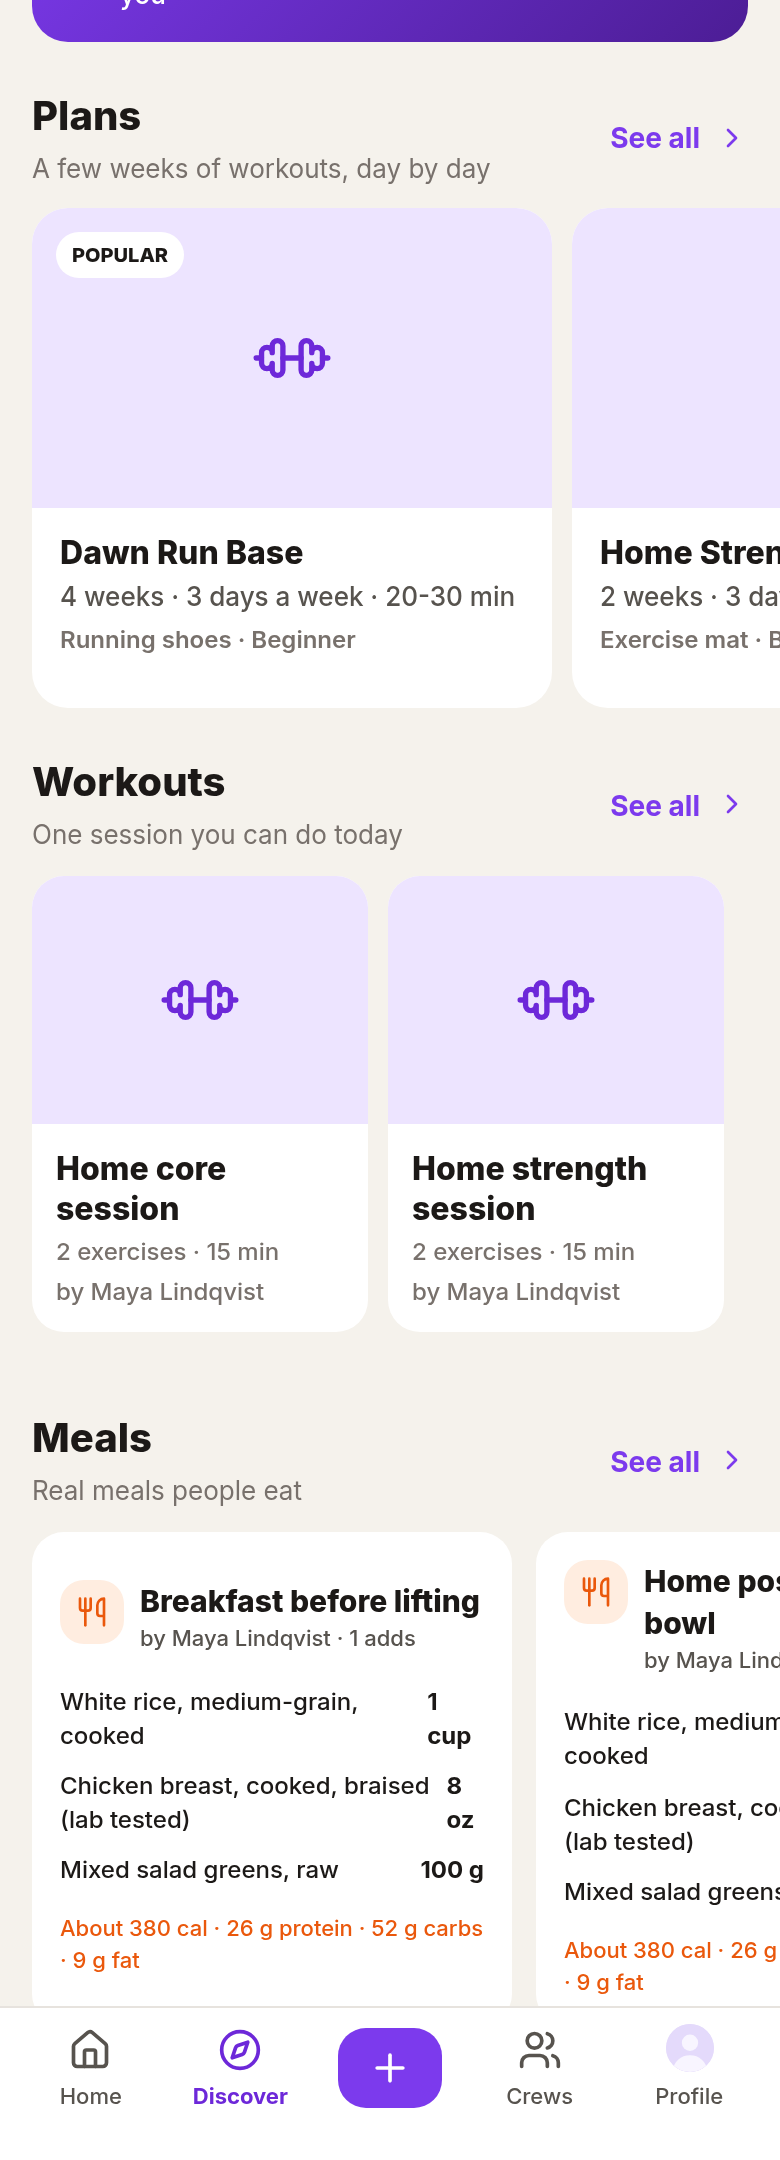 you
Plans
See all
A few weeks of workouts, day by day
POPULAR
Dawn Run Base
4 weeks · 3 days a week · 20-30 min
Running shoes · Beginner
Home Stren
2 weeks · 3 da
Exercise mat · B
Workouts
See all
One session you can do today
Home core
session
2 exercises · 15 min
by Maya Lindqvist
Home strength
session
2 exercises · 15 min
by Maya Lindqvist
Meals
See all
Real meals people eat
Breakfast before lifting
by Maya Lindqvist · 1 adds
White rice, medium-grain,
cooked
1
cup
Chicken breast, cooked, braised
(lab tested)
8
oz
Mixed salad greens, raw
100 g
About 380 cal · 26 g protein · 52 g carbs
· 9 g fat
Home pos
bowl
by Maya Lind
White rice, medium
cooked
Chicken breast, co
(lab tested)
Mixed salad greens
About 380 cal · 26 g
· 9 g fat
Home
Discover
Crews
Profile